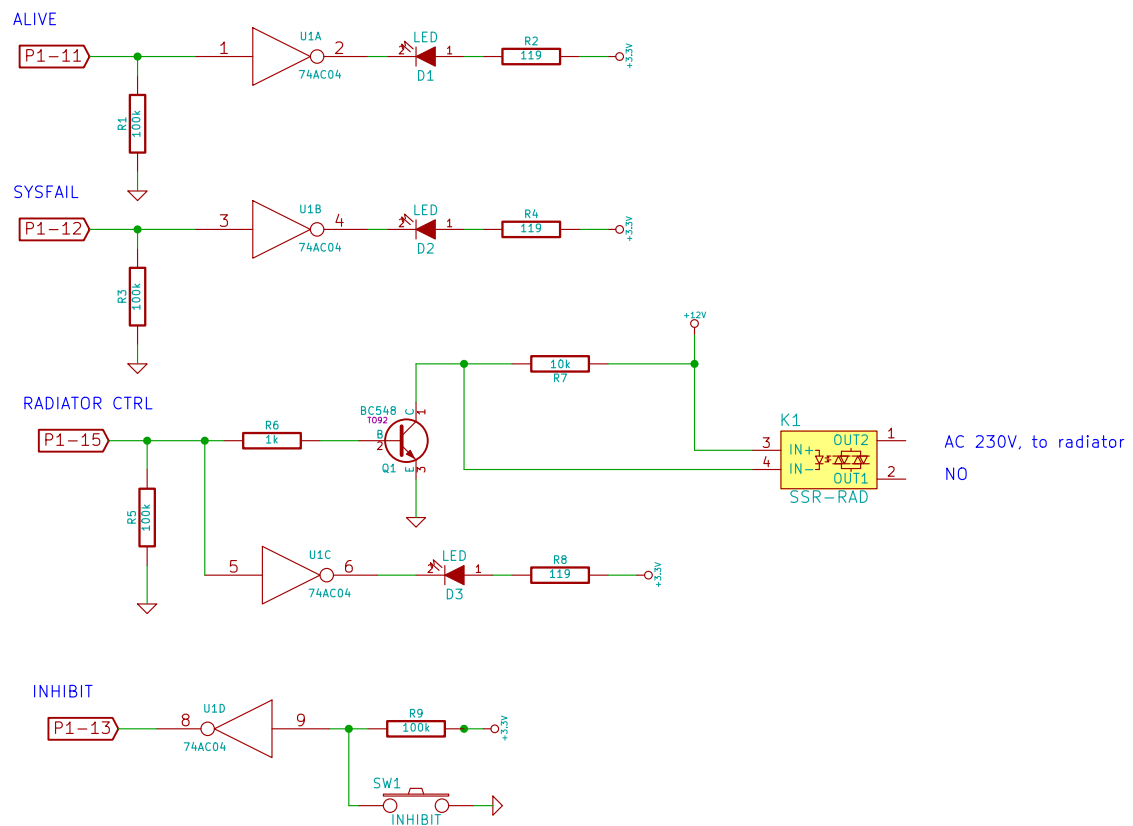 ALIVE
P1-11
1
U1A
2
74AC04
LED
2
1
D1
R2
119
+3.3V
R1
100k
SYSFAIL
P1-12
3
U1B
4
74AC04
LED
2
1
D2
R4
119
+3.3V
R3
100k
+12V
10k
R7
RADIATOR CTRL
P1-15
R6
1k
BC548
TO92
C
1
B
2
Q1
E
3
K1
3
IN+
OUT2
1
AC 230V, to radiator
4
IN-
OUT1
2
NO
SSR-RAD
R5
100k
5
U1C
6
74AC04
LED
2
1
D3
R8
119
+3.3V
INHIBIT
P1-13
8
U1D
9
74AC04
R9
100k
+3.3V
SW1
INHIBIT